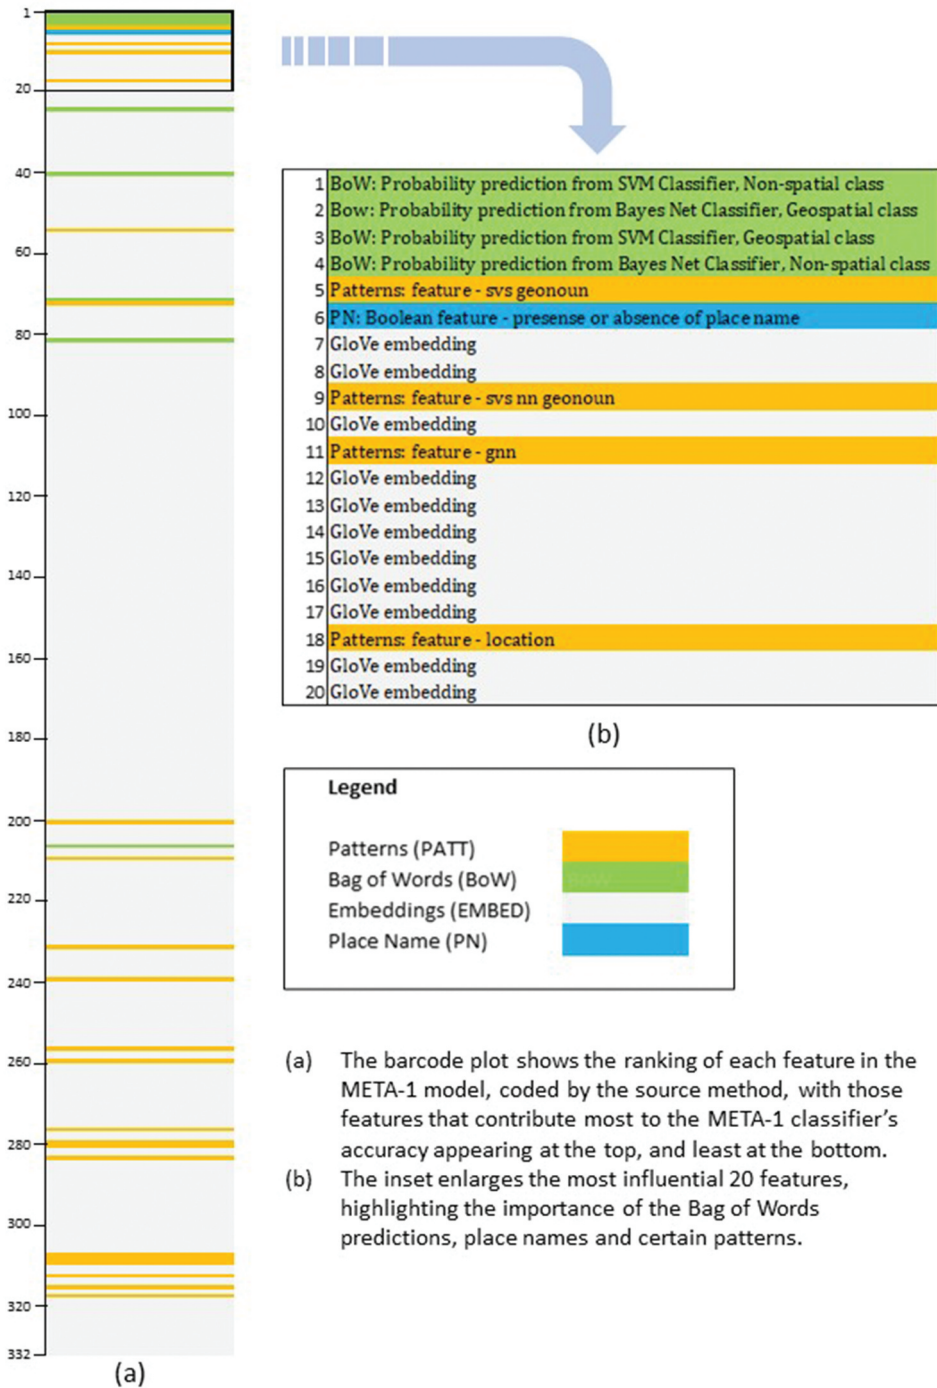 1
20
40
60
80
100
120
140
160
180
200
220
240
260
280
300
320
332
(a)
1 BoW: Probability prediction from SVM Classifier, Non-spatial class
2 Bow: Probability prediction from Bayes Net Classifier, Geospatial class
3 BoW: Probability prediction from SVM Classifier, Geospatial class
4 BoW: Probability prediction from Bayes Net Classifier, Non-spatial class
5 Patterns: feature - svs geonoun
6 PN: Boolean feature - presense or absence of place name
7 GloVe embedding
8 GloVe embedding
9 Patterns: feature - svs nn geonoun
10 GloVe embedding
11 Patterns: feature - gnn
12 GloVe embedding
13 GloVe embedding
14 GloVe embedding
15 GloVe embedding
16 GloVe embedding
17 GloVe embedding
18 Patterns: feature - location
19 GloVe embedding
20 GloVe embedding
(b)
Legend
Patterns (PATT)
Bag of Words (BoW)
Embeddings (EMBED)
Place Name (PN)
(a) The barcode plot shows the ranking of each feature in the
META-1 model, coded by the source method, with those
features that contribute most to the META-1 classifier's
accuracy appearing at the top, and least at the bottom.
(b) The inset enlarges the most influential 20 features,
highlighting the importance of the Bag of Words
predictions, place names and certain patterns.